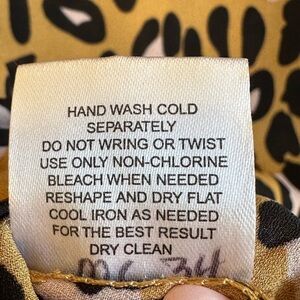 HAND WASH COLD
SEPARATELY
DO NOT WRING OR TWIST
USE ONLY NON-CHLORINE
BLEACH WHEN NEEDED
RESHAPE AND DRY FLAT
COOL IRON AS NEEDED
FOR THE BEST RESULT
DRY CLEAN